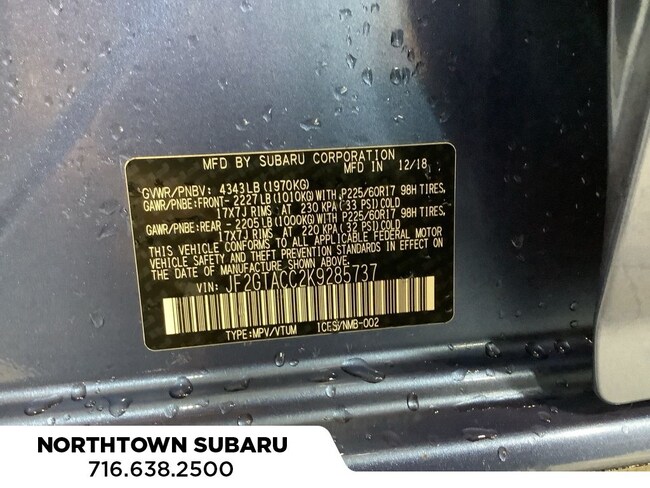 MFD BY SUBARU CORPORATION
MFD IN 12/18
GVWR/PNBV: 4343LB(1970KG)
GAWR/PNBE:FRONT-2227LB(1010KG)WITH P225/60R17 98H TIRES.
17X7J RIMS AT 230 KPA(33 PSI)COLD
GAWR/PNBE:REAR -2205LB(1000KG)WITH P225/60R17 98H TIRES.
17X7J RIMS AT 220 KPA(32 PSI)COLD
THIS VEHICLE CONFORMS TO ALL APPLICABLE FEDERAL MOTOR
VEHICLE SAFETY BUMPER AND THEFT PREVENTION STANDARDS IN EFFECT
ON THE DATE OF MANUFACTURE SHOWN ABOVE.
VIN: JF2GTACC2K9285737
TYPE:MPV/VTUM ICES/NMB-002
NORTHTOWN SUBARU
716.638.2500